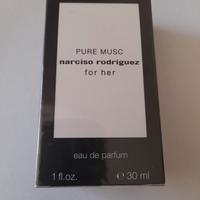 PURE MUSC
narciso rodriguez
for her
eau de parfum
1 fl.oz. ℮ 30 ml